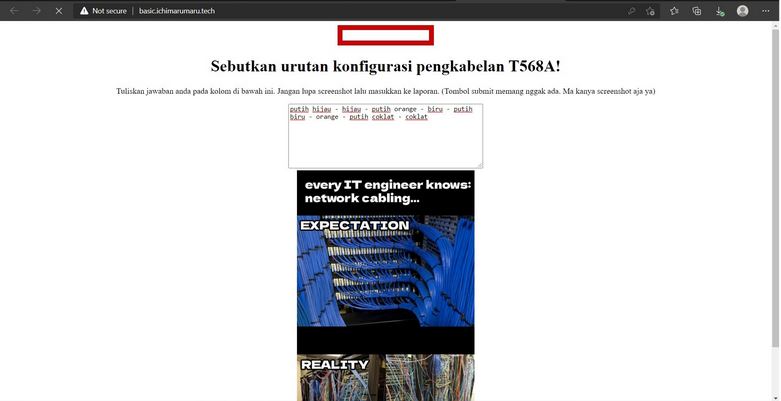 Not secure | basic.ichimarumaru.tech
Sebutkan urutan konfigurasi pengkabelan T568A!
Tuliskan jawaban anda pada kolom di bawah ini. Jangan lupa screenshot lalu masukkan ke laporan. (Tombol submit memang nggak ada. Ma kanya screenshot aja ya)
putih hijau - hijau - putih orange - biru - putih
biru - orange - putih coklat - coklat
every IT engineer knows:
network cabling...
EXPECTATION
REALITY